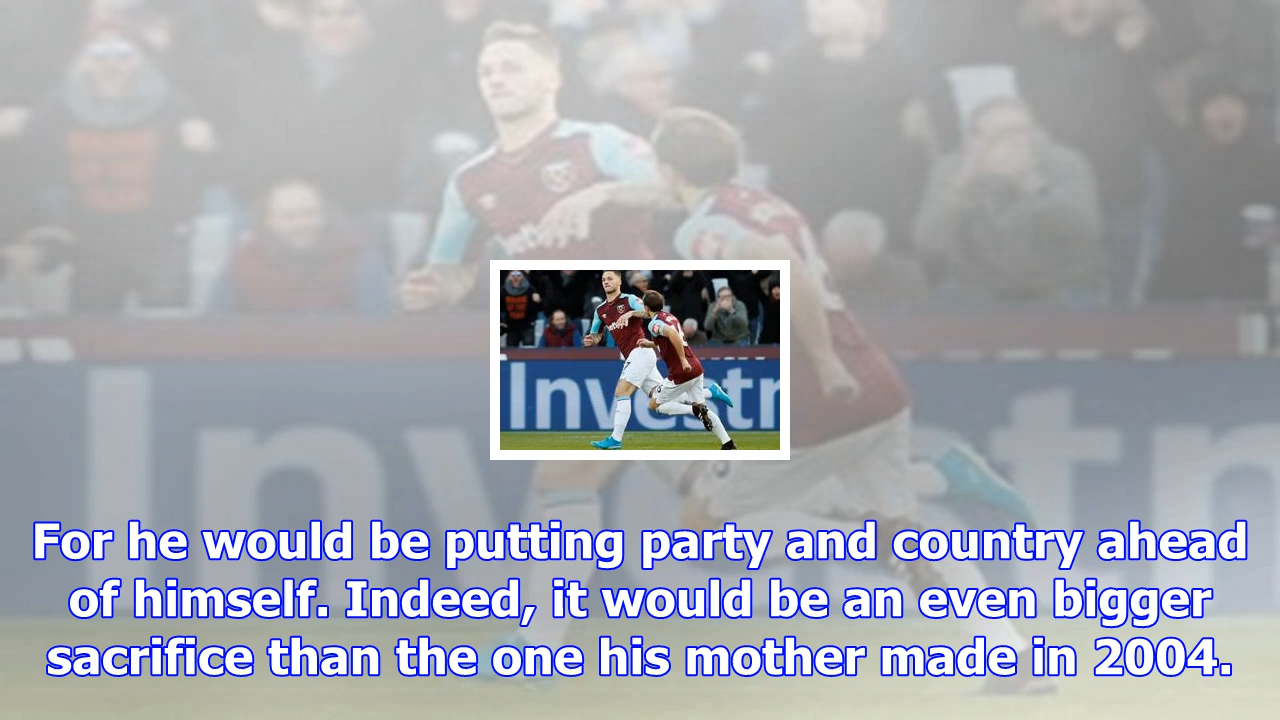 Investr
For he would be putting party and country ahead
of himself. Indeed, it would be an even bigger
sacrifice than the one his mother made in 2004.